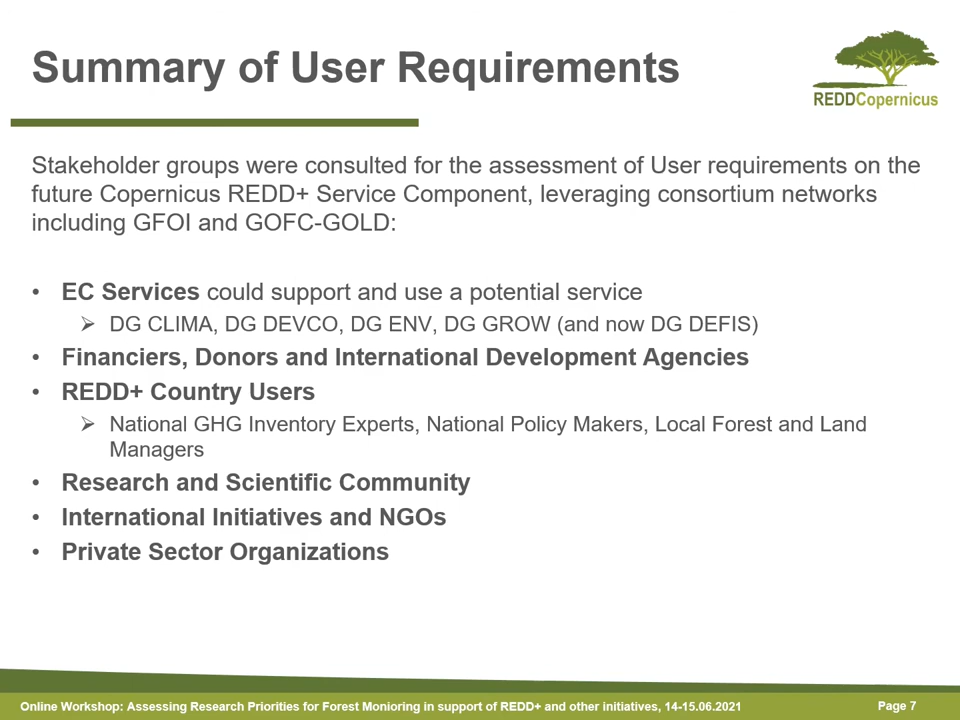 Summary of User Requirements
REDDCopernicus
Stakeholder groups were consulted for the assessment of User requirements on the
future Copernicus REDD+ Service Component, leveraging consortium networks
including GFOI and GOFC-GOLD:
• EC Services could support and use a potential service
➢ DG CLIMA, DG DEVCO, DG ENV, DG GROW (and now DG DEFIS)
• Financiers, Donors and International Development Agencies
• REDD+ Country Users
➢ National GHG Inventory Experts, National Policy Makers, Local Forest and Land
Managers
• Research and Scientific Community
• International Initiatives and NGOs
• Private Sector Organizations
Online Workshop: Assessing Research Priorities for Forest Monioring in support of REDD+ and other initiatives, 14-15.06.2021
Page 7